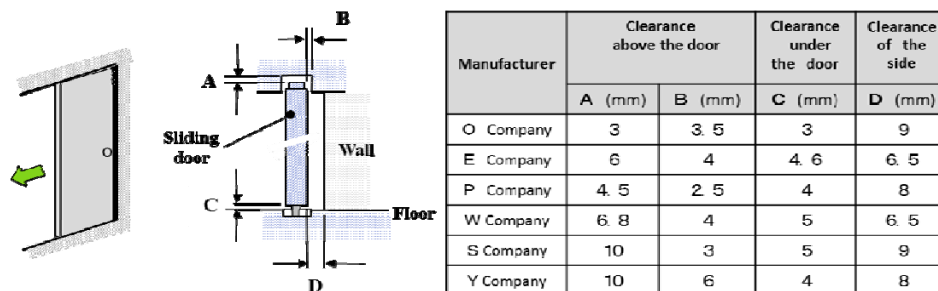 B
A
Sliding
door
Wall
C
Floor
D
Manufacturer Clearance above the door Clearance under the door Clearance of the side
A (mm) B (mm) C (mm) D (mm)
O Company 3 3. 5 3 9
E Company 6 4 4. 6 6. 5
P Company 4. 5 2. 5 4 8
W Company 6. 8 4 5 6. 5
S Company 10 3 5 9
Y Company 10 6 4 8